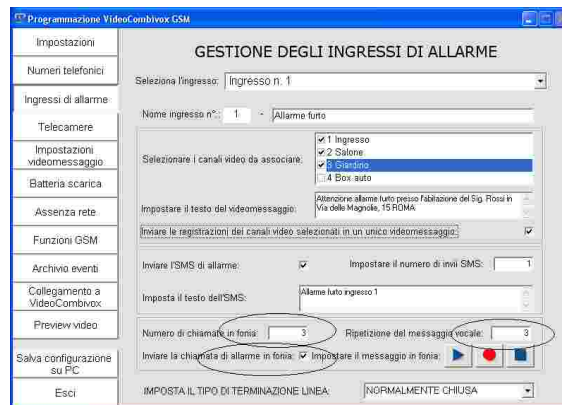 Programmazione VideoCombivox GSM
Impostazioni
Numeri telefonici
Ingressi di allarme
Telecamere
Impostazioni
videomessaggio
Batteria scarica
Assenza rete
Funzioni GSM
Archivio eventi
Collegamento a
VideoCombivox
Preview video
Salva configurazione
su PC
Esci
GESTIONE DEGLI INGRESSI DI ALLARME
Seleziona l'ingresso: Ingresso n. 1
Nome ingresso n°.: 1 - Allarme furto
Selezionare i canali video da associare:
1 Ingresso
2 Salone
3 Giardino
4 Box auto
Impostare il testo del videomessaggio:
Attenzione allarme furto presso l'abitazione del Sig. Rossi in
Via delle Magnolie, 15 ROMA
Inviare le registrazioni dei canali video selezionati in un unico videomessaggio:
Inviare l'SMS di allarme: Impostare il numero di invii SMS: 1
Imposta il testo dell'SMS: Allarme furto ingresso 1
Numero di chiamate in fonia: 3 Ripetizione del messaggio vocale: 3
Inviare la chiamata di allarme in fonia: Impostare il messaggio in fonia:
IMPOSTA IL TIPO DI TERMINAZIONE LINEA: NORMALMENTE CHIUSA